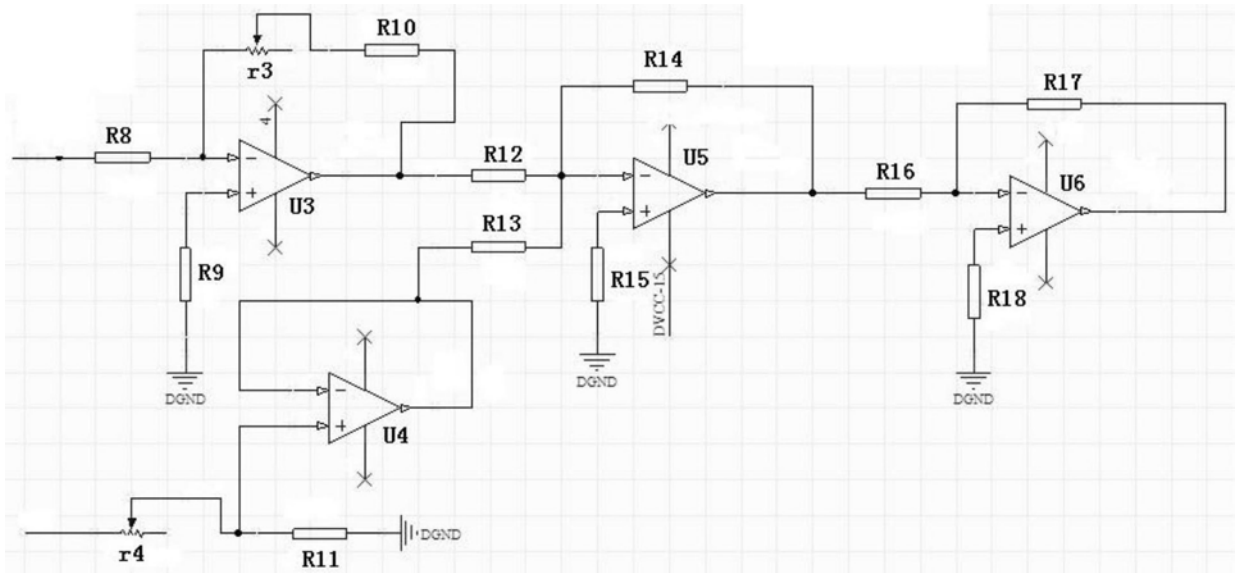 R10
r3
R14
R17
4
R8
R12
U5
R16
U6
U3
R13
R9
R15
DVCC-15
R18
DGND
DGND
DGND
U4
DGND
r4
R11